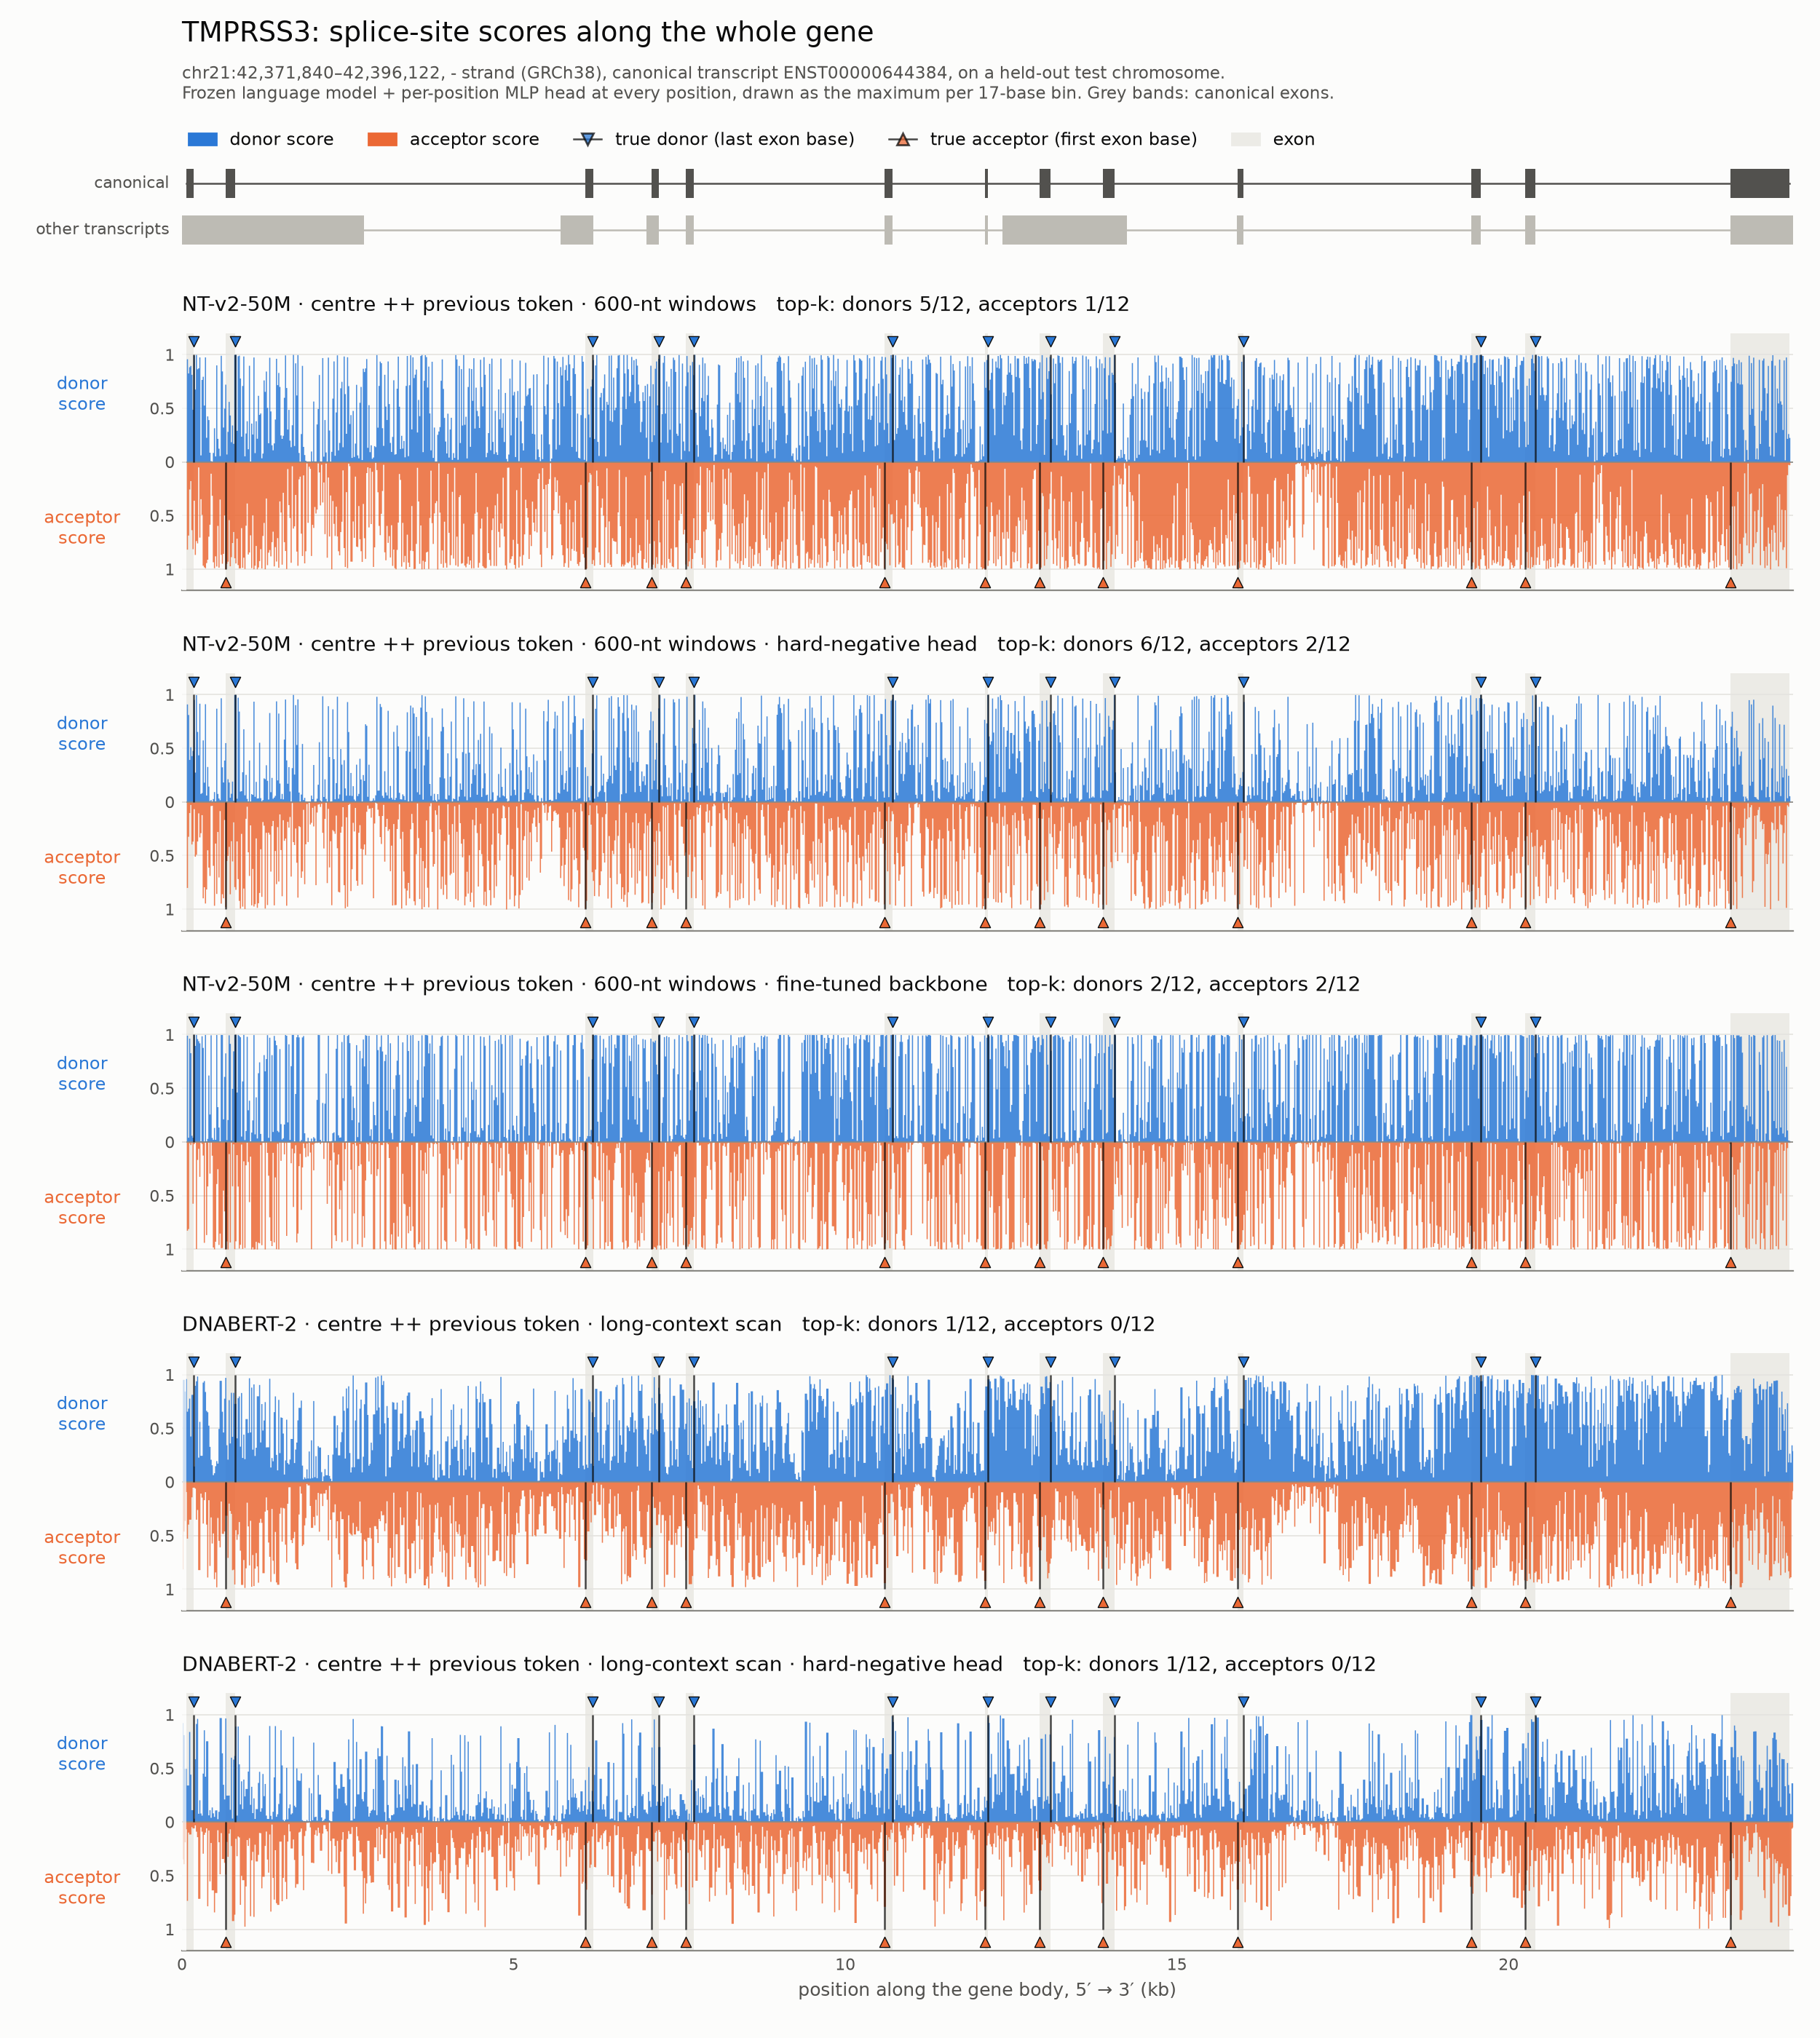 TMPRSS3: splice-site scores along the whole gene
chr21:42,371,840–42,396,122, - strand (GRCh38), canonical transcript ENST00000644384, on a held-out test chromosome.
Frozen language model + per-position MLP head at every position, drawn as the maximum per 17-base bin. Grey bands: canonical exons.
donor score acceptor score true donor (last exon base) true acceptor (first exon base) exon
canonical
other transcripts
NT-v2-50M · centre ++ previous token · 600-nt windows top-k: donors 5/12, acceptors 1/12
1
donor
score
0.5
0
acceptor
score
0.5
1
NT-v2-50M · centre ++ previous token · 600-nt windows · hard-negative head top-k: donors 6/12, acceptors 2/12
1
donor
score
0.5
0
acceptor
score
0.5
1
NT-v2-50M · centre ++ previous token · 600-nt windows · fine-tuned backbone top-k: donors 2/12, acceptors 2/12
1
donor
score
0.5
0
acceptor
score
0.5
1
DNABERT-2 · centre ++ previous token · long-context scan top-k: donors 1/12, acceptors 0/12
1
donor
score
0.5
0
acceptor
score
0.5
1
DNABERT-2 · centre ++ previous token · long-context scan · hard-negative head top-k: donors 1/12, acceptors 0/12
1
donor
score
0.5
0
acceptor
score
0.5
1
0 5 10 15 20
position along the gene body, 5′ → 3′ (kb)